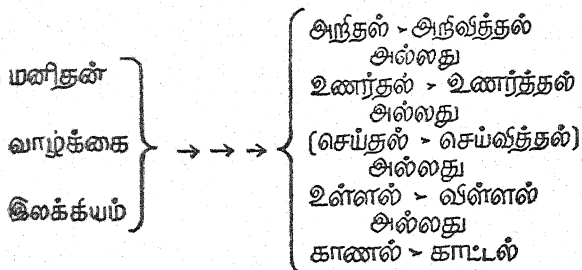 மனிதன்
வாழ்க்கை
இலக்கியம்
→ → →
அறிதல் > அறிவித்தல்
அல்லது
உணர்தல் > உணர்த்தல்
அல்லது
(செய்தல் > செய்வித்தல்)
அல்லது
உள்ளல் > விள்ளல்
அல்லது
காணல் > காட்டல்